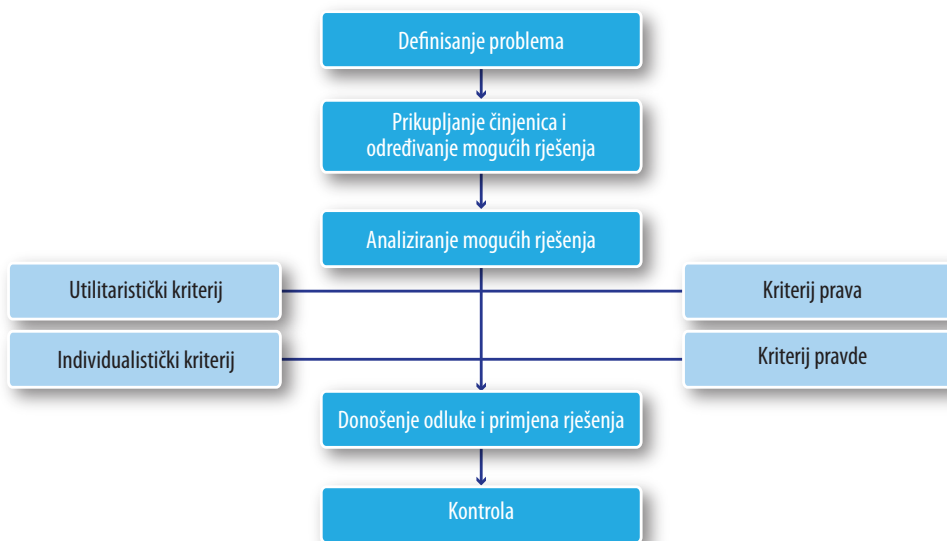 Definisanje problema
Prikupljanje činjenica i
određivanje mogućih rješenja
Analiziranje mogućih rješenja
Utilitaristički kriterij
Kriterij prava
Individualistički kriterij
Kriterij pravde
Donošenje odluke i primjena rješenja
Kontrola